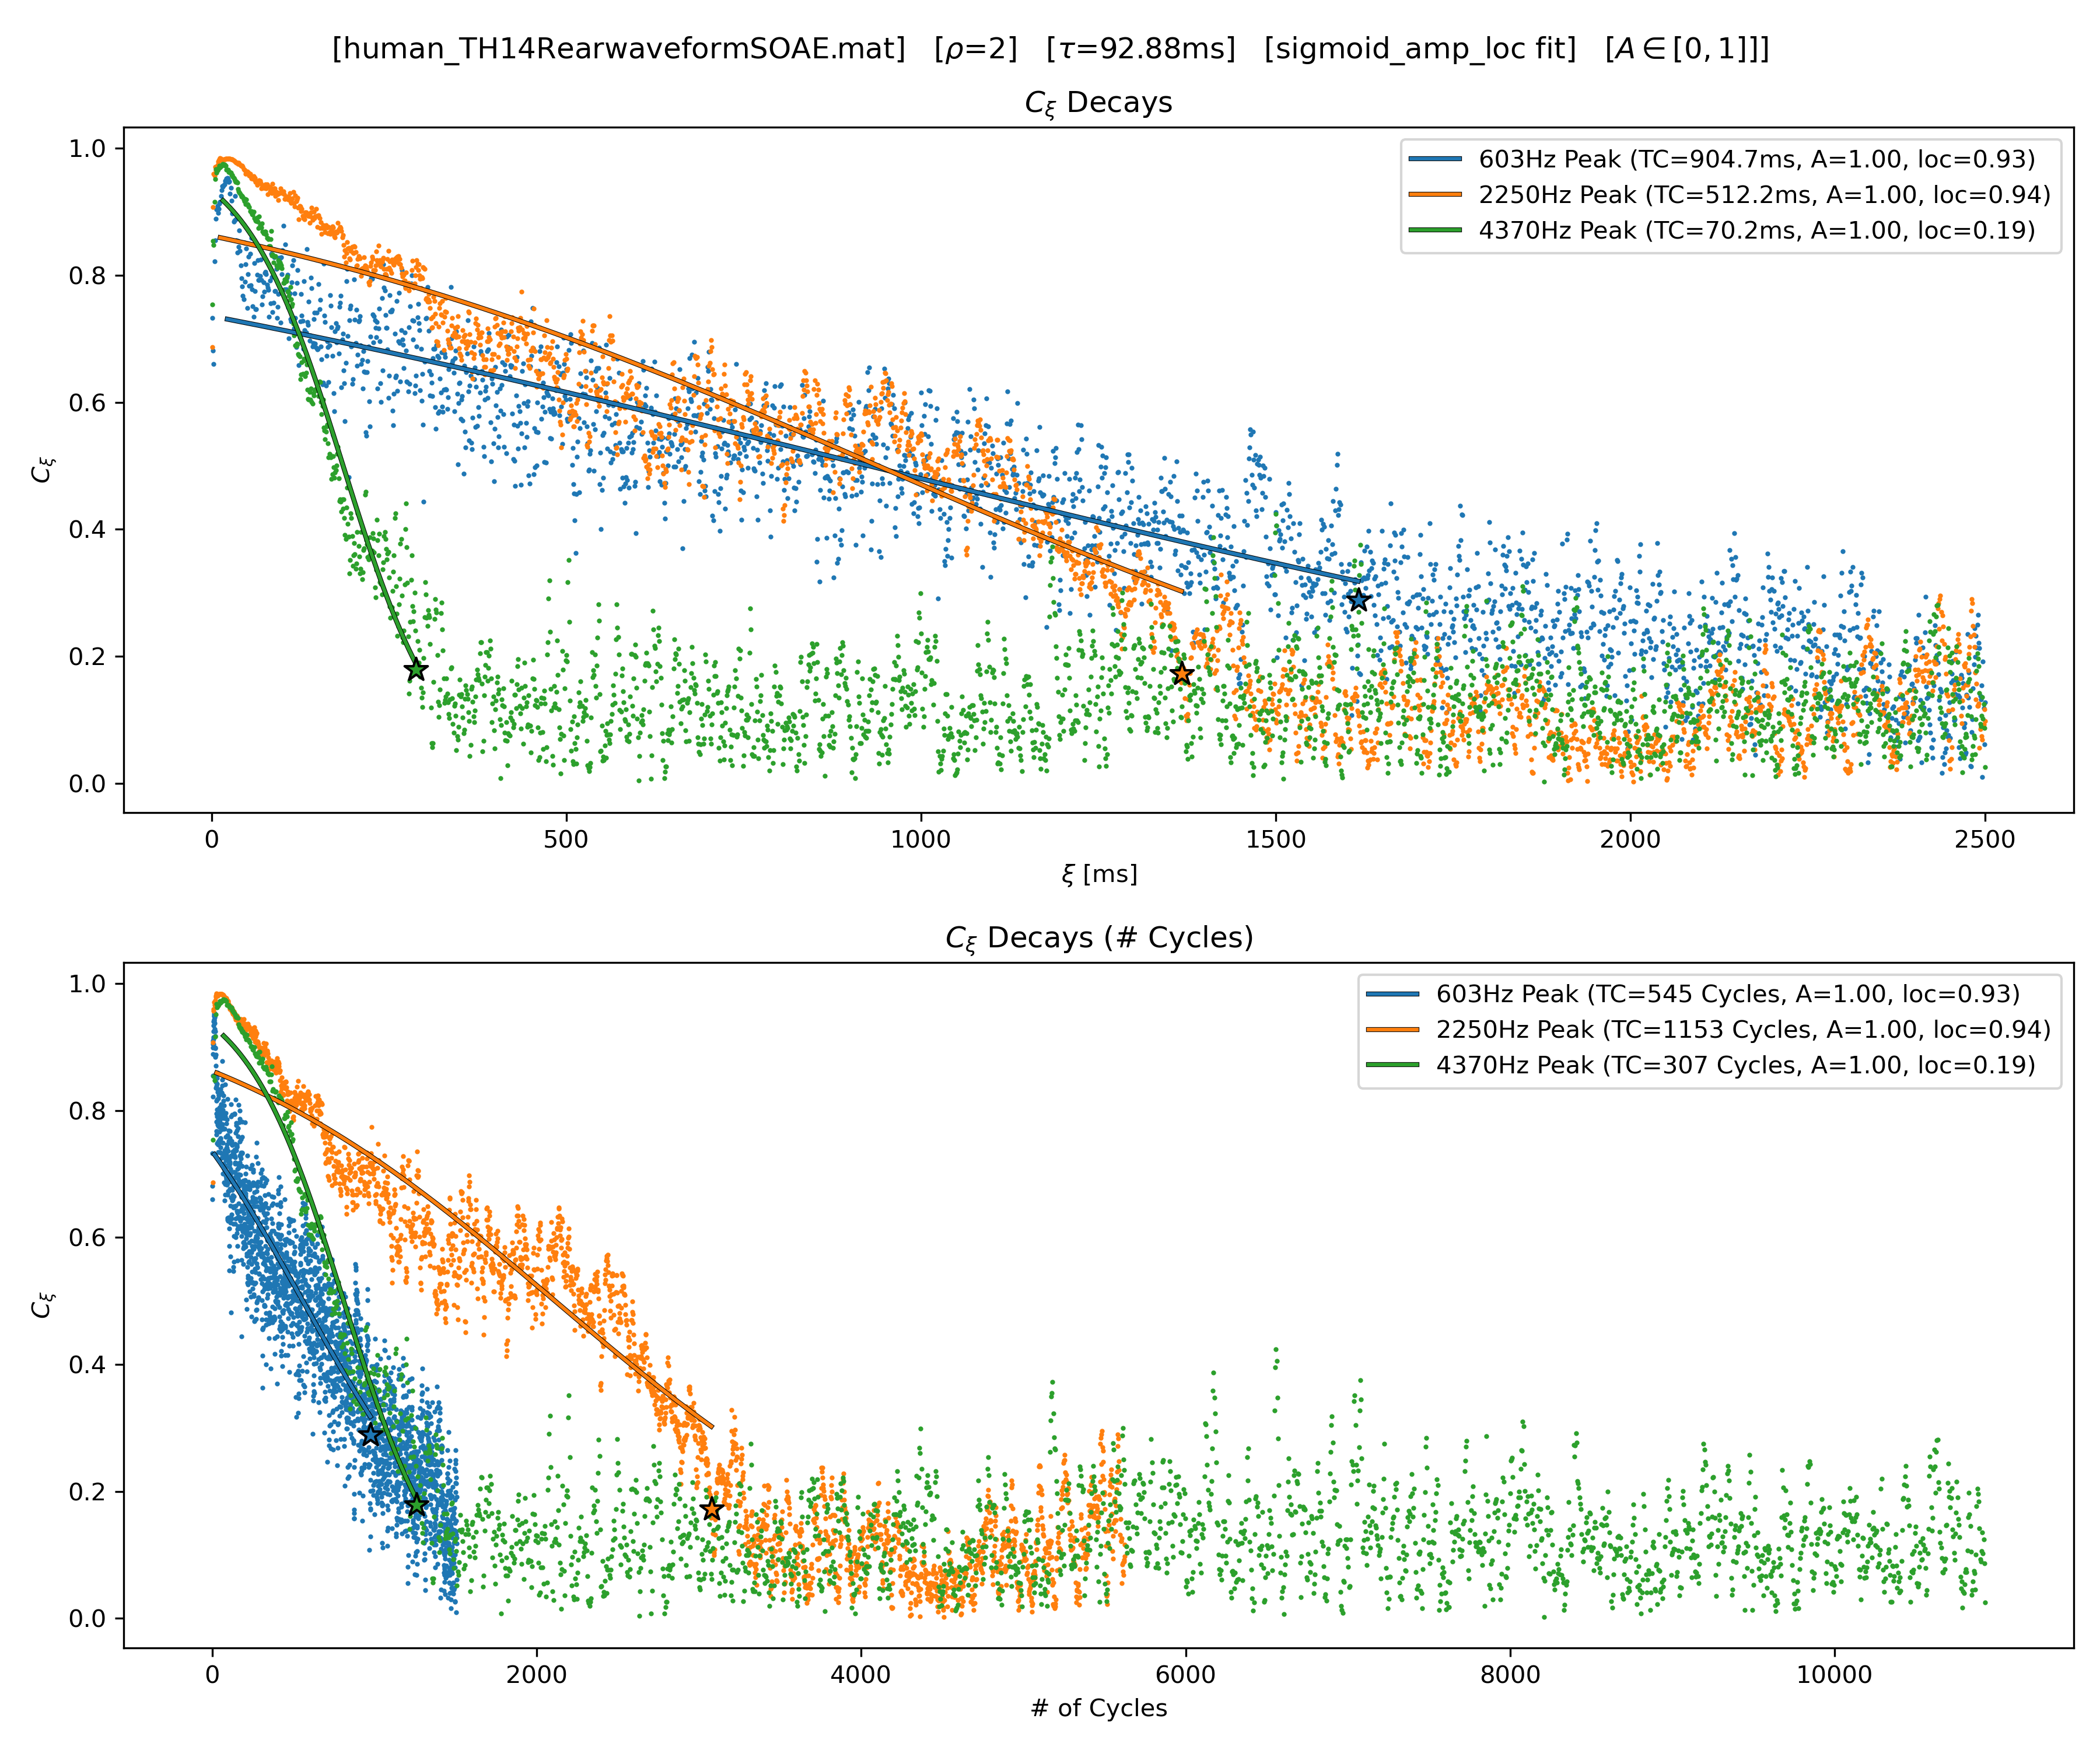 [human_TH14RearwaveformSOAE.mat] [ρ=2] [τ=92.88ms] [sigmoid_amp_loc fit] [A ∈ [0, 1]]]
C_ξ Decays
1.0
0.8
0.6
0.4
0.2
0.0
C_ξ
603Hz Peak (TC=904.7ms, A=1.00, loc=0.93)
2250Hz Peak (TC=512.2ms, A=1.00, loc=0.94)
4370Hz Peak (TC=70.2ms, A=1.00, loc=0.19)
0 500 1000 1500 2000 2500
ξ [ms]
C_ξ Decays (# Cycles)
1.0
0.8
0.6
0.4
0.2
0.0
C_ξ
603Hz Peak (TC=545 Cycles, A=1.00, loc=0.93)
2250Hz Peak (TC=1153 Cycles, A=1.00, loc=0.94)
4370Hz Peak (TC=307 Cycles, A=1.00, loc=0.19)
0 2000 4000 6000 8000 10000
# of Cycles